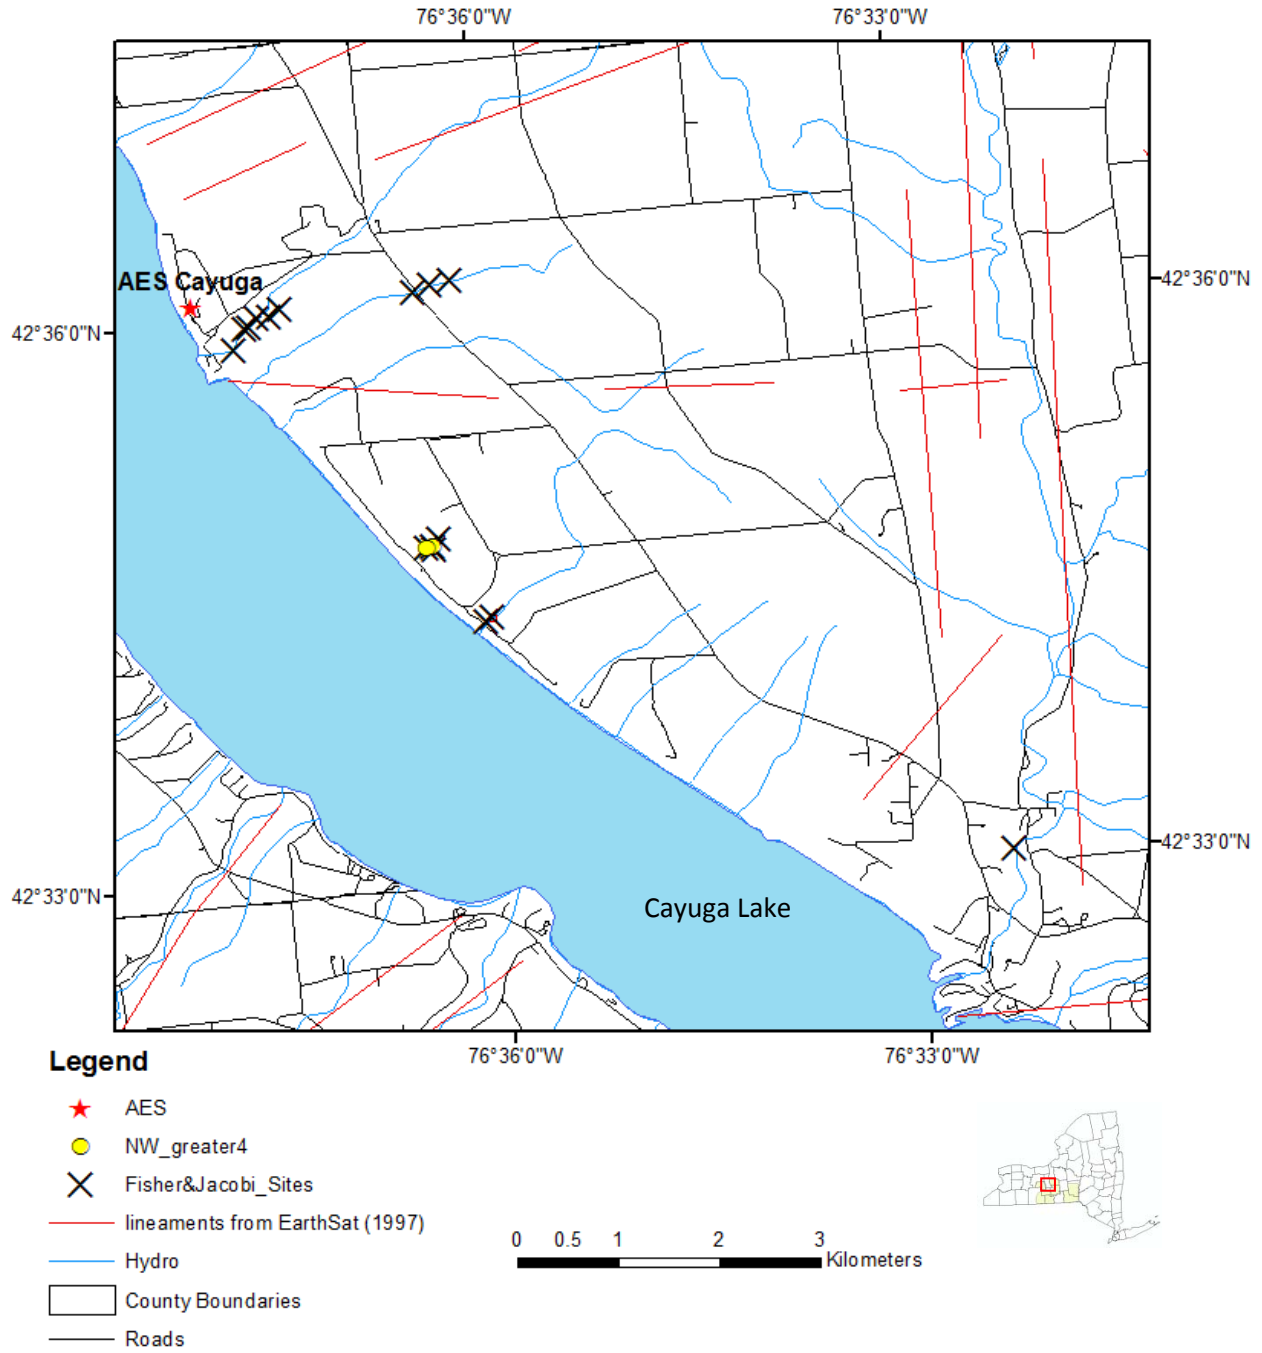 76°36'0"W
76°33'0"W
42°36'0"N
AES Cayuga
42°36'0"N
42°33'0"N
42°33'0"N
Cayuga Lake
76°36'0"W
76°33'0"W
Legend
AES
NW_greater4
Fisher&Jacobi_Sites
lineaments from EarthSat (1997)
Hydro
County Boundaries
Roads
0 0.5 1 2 3
Kilometers